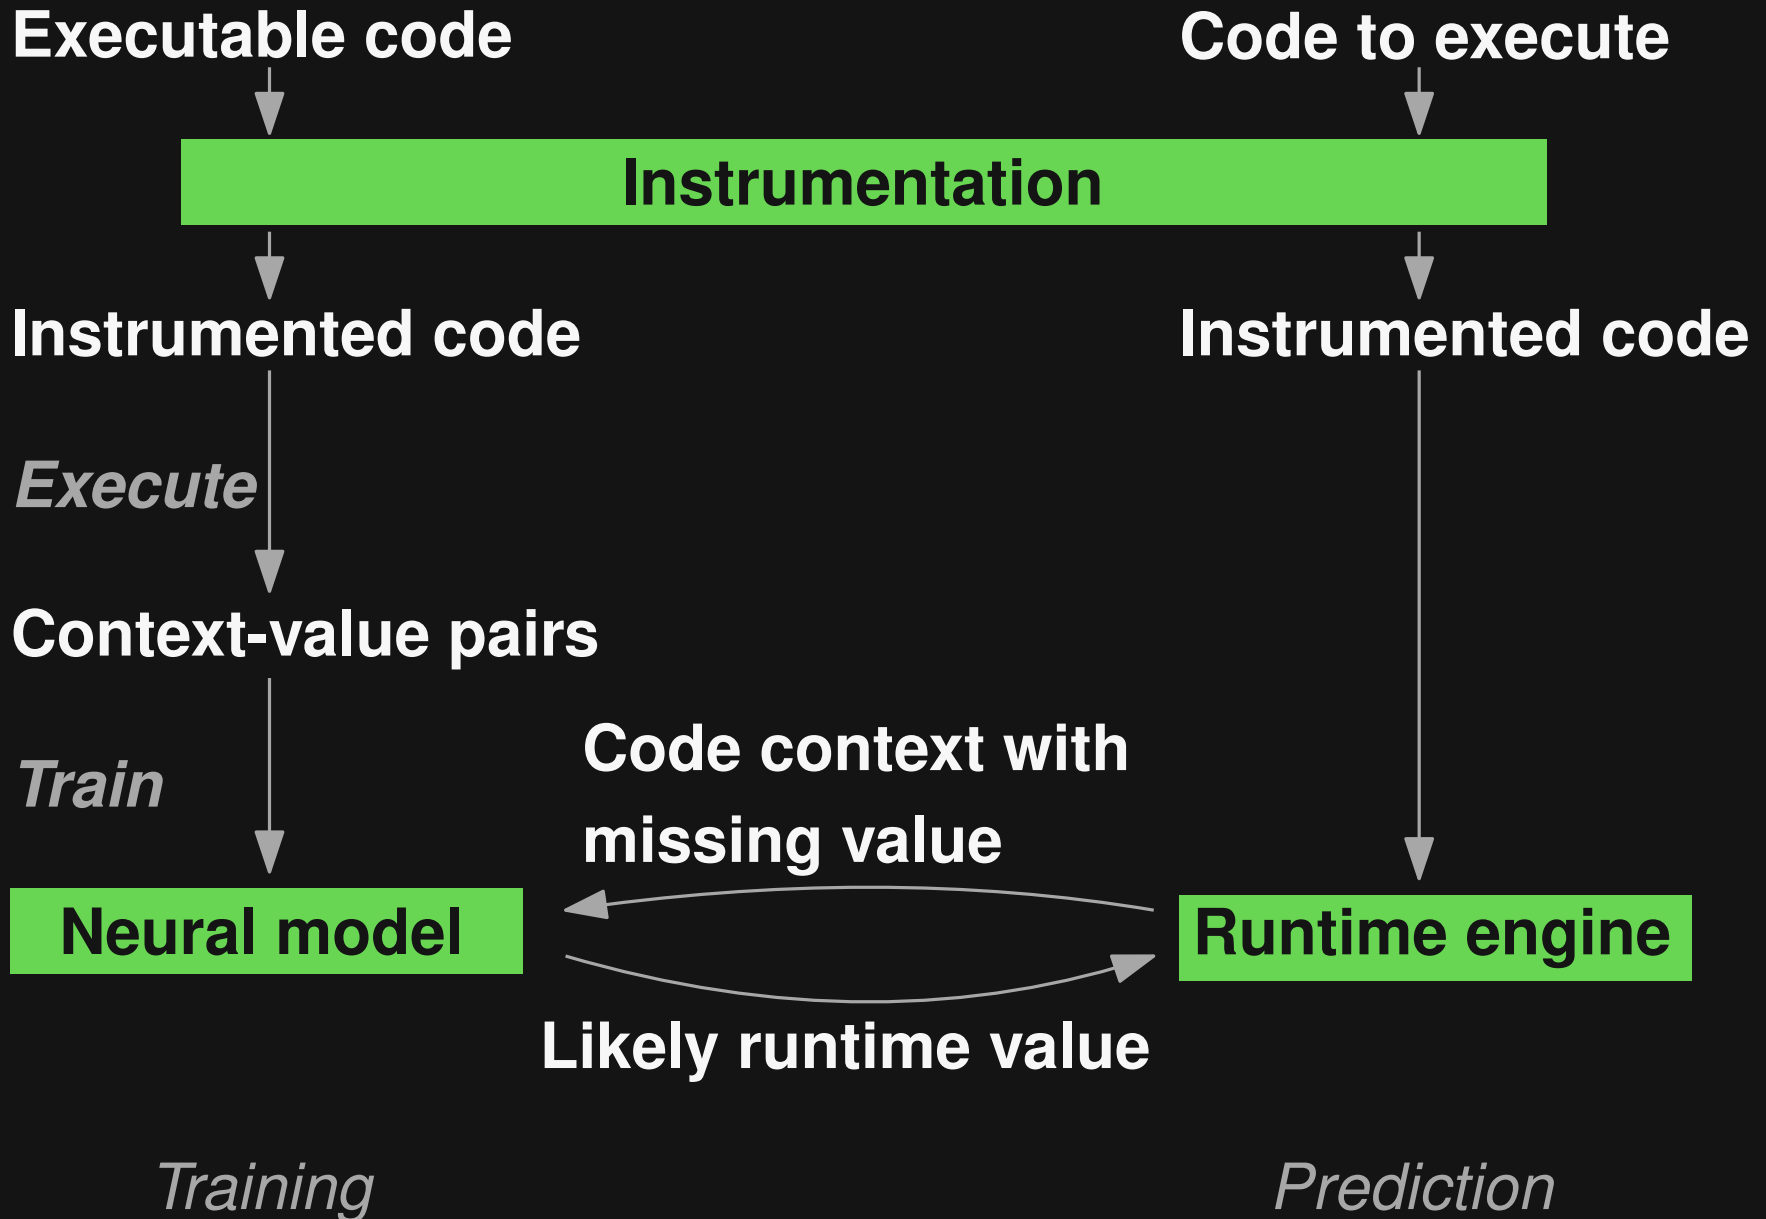 Executable code
Code to execute
Instrumentation
Instrumented code
Instrumented code
Execute
Context-value pairs
Train
Code context with
missing value
Neural model
Runtime engine
Likely runtime value
Training
Prediction